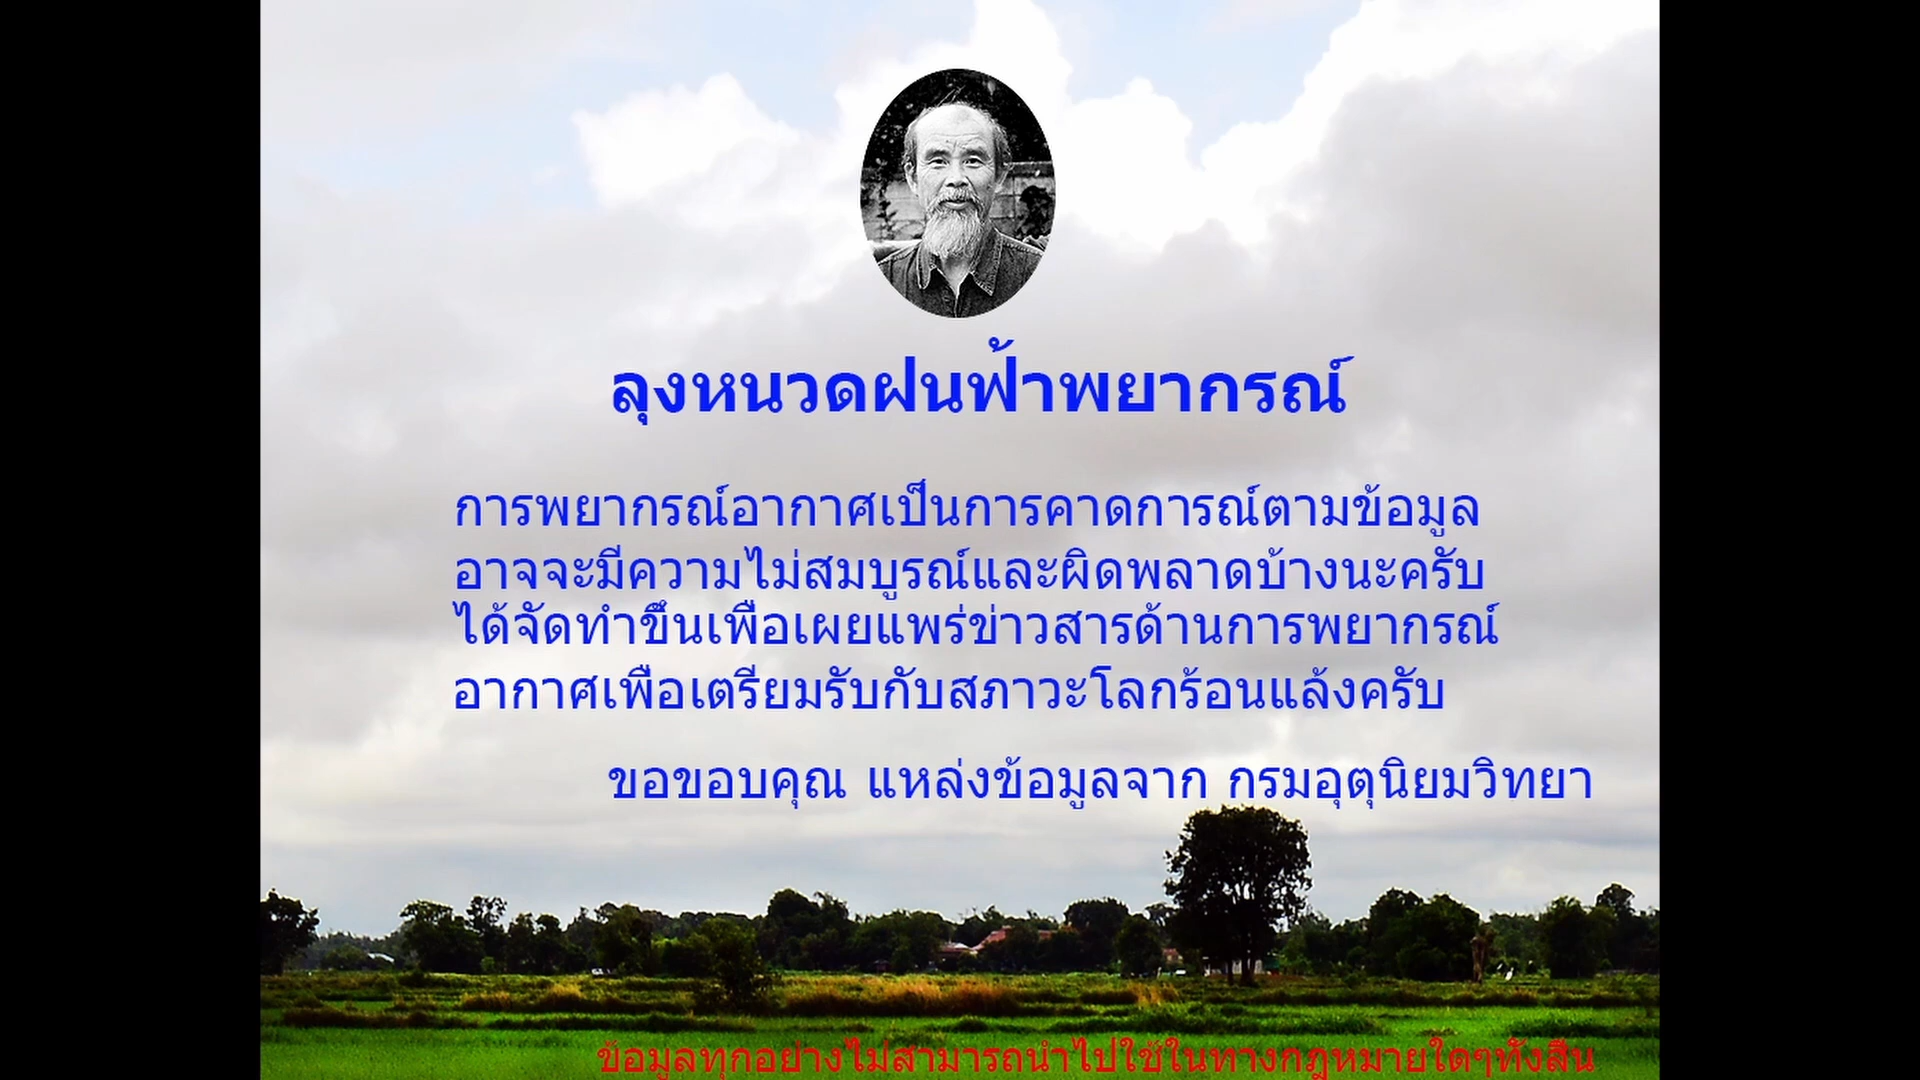 ลุงหนวดฝนฟ้าพยากรณ์
การพยากรณ์อากาศเป็นการคาดการณ์ตามข้อมูล
อาจจะมีความไม่สมบูรณ์และผิดพลาดบ้างนะครับ
ได้จัดทำขึ้นเพื่อเผยแพร่ข่าวสารด้านการพยากรณ์
อากาศเพื่อเตรียมรับกับสภาวะโลกร้อนแล้งครับ
ขอขอบคุณ แหล่งข้อมูลจาก กรมอุตุนิยมวิทยา
ข้อมูลทุกอย่างไม่สามารถนำไปใช้ในทางกฎหมายใดๆทั้งสิ้น